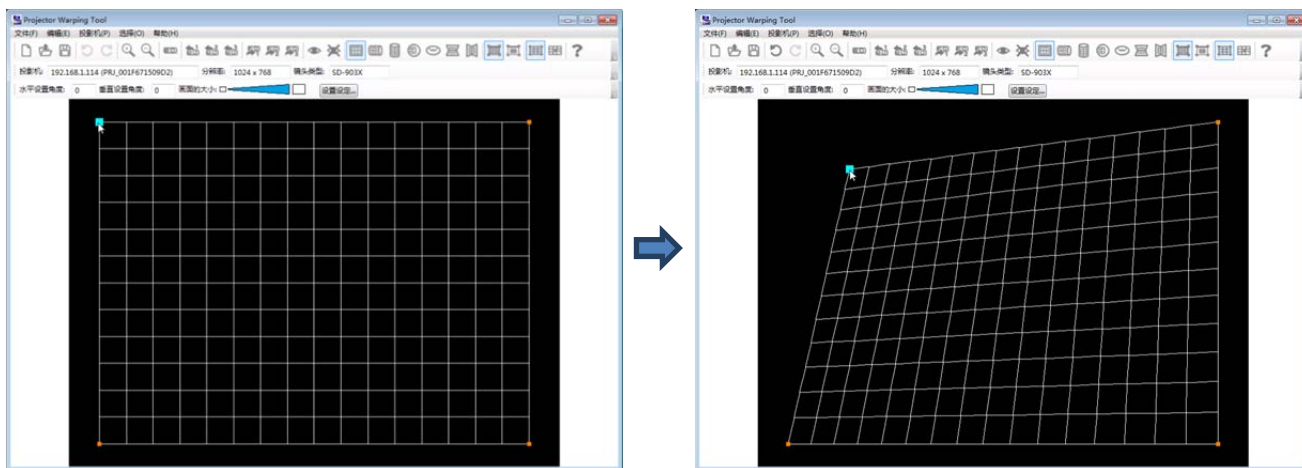 Projector Warping Tool
文件(F) 编辑(E) 投影机(P) 选择(O) 帮助(H)
投影机: 192.168.1.114 (PRJ_001F671509D2) 分辨率: 1024 x 768 镜头类型: SD-903X
水平设置角度: 0 垂直设置角度: 0 画面的大小: 设置设定...
Projector Warping Tool
文件(F) 编辑(E) 投影机(P) 选择(O) 帮助(H)
投影机: 192.168.1.114 (PRJ_001F671509D2) 分辨率: 1024 x 768 镜头类型: SD-903X
水平设置角度: 0 垂直设置角度: 0 画面的大小: 设置设定...